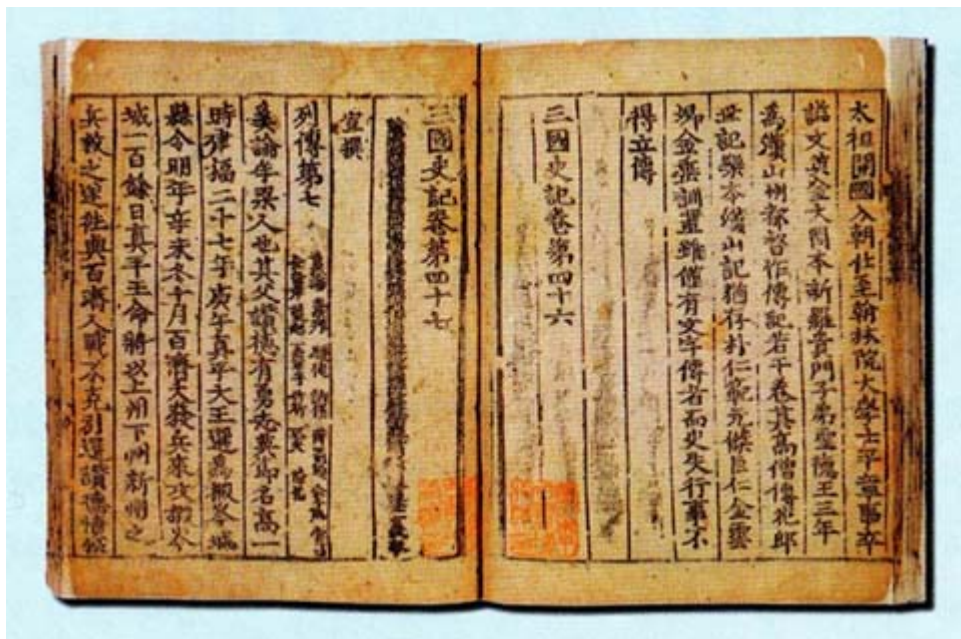 太祖開國入朝仕至翰林院大學士平章事卒
諡文英金大問本新羅貴門子弟聖德王三年
爲漢山州都督作傳記若干卷其高僧傳花郎
世記樂本漢山記猶存朴仁範元傑巨仁金雲
卿金垂訓輩雖僅有文字傳者而史失行事不
得立傳
三國史記卷第四十六
三國史記卷第四十七
宣撰
列傳第七
奚論牟梁人也其父讚德有勇志英節名高一
時建福二十七年庚午真平大王選爲椵岑城
縣令明年辛未冬十月百濟大發兵來攻椵岑
城一百餘日真平王命將以上州下州新州之
兵救之遂往與百濟人戰不克引還讚德憤恨